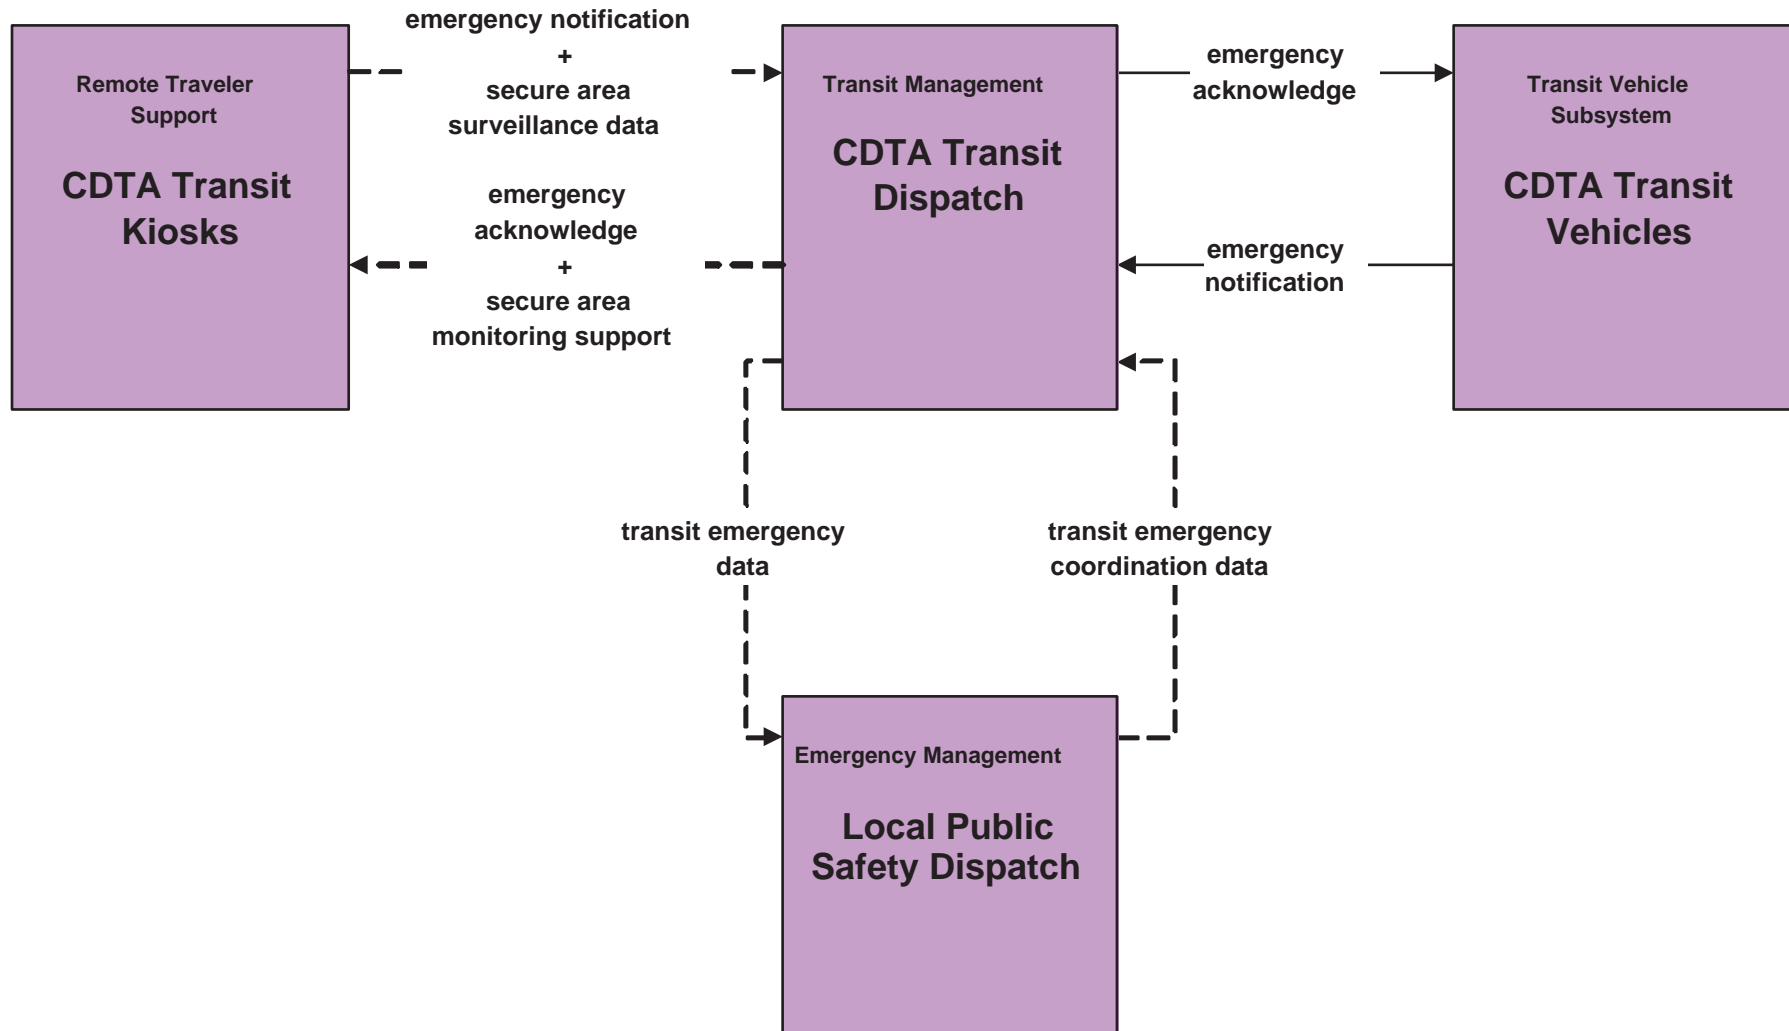 emergency notification
+
secure area
surveillance data
Remote Traveler
Support
CDTA Transit
Kiosks
emergency
acknowledge
+
secure area
monitoring support
Transit Management
CDTA Transit
Dispatch
emergency
acknowledge
emergency
notification
Transit Vehicle
Subsystem
CDTA Transit
Vehicles
transit emergency
data
transit emergency
coordination data
Emergency Management
Local Public
Safety Dispatch